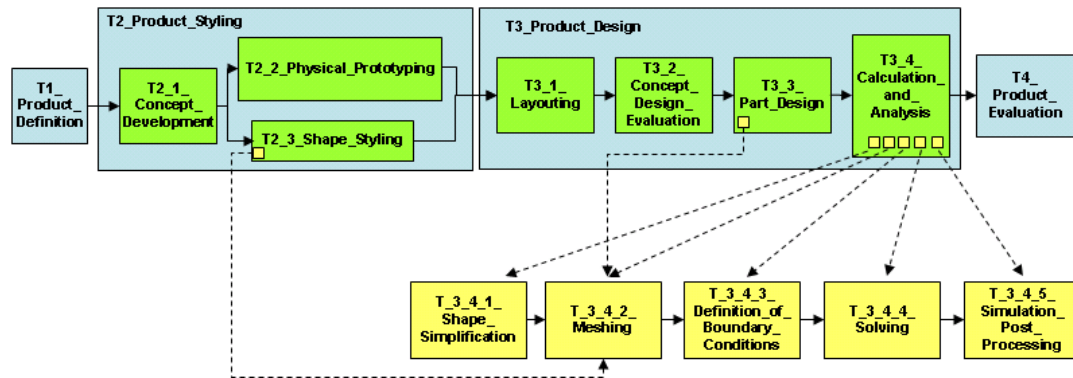 T2_Product_Styling
T3_Product_Design
T1_
Product_
Definition
T2_1_
Concept_
Development
T2_2_Physical_Prototyping
T2_3_Shape_Styling
T3_1_
Layouting
T3_2_
Concept_
Design_
Evaluation
T3_3_
Part_Design
T3_4_
Calculation_
and_
Analysis
T4_
Product_
Evaluation
T_3_4_1_
Shape_
Simplification
T_3_4_2_
Meshing
T_3_4_3_
Definition_of_
Boundary_
Conditions
T_3_4_4_
Solving
T_3_4_5_
Simulation_
Post_
Processing